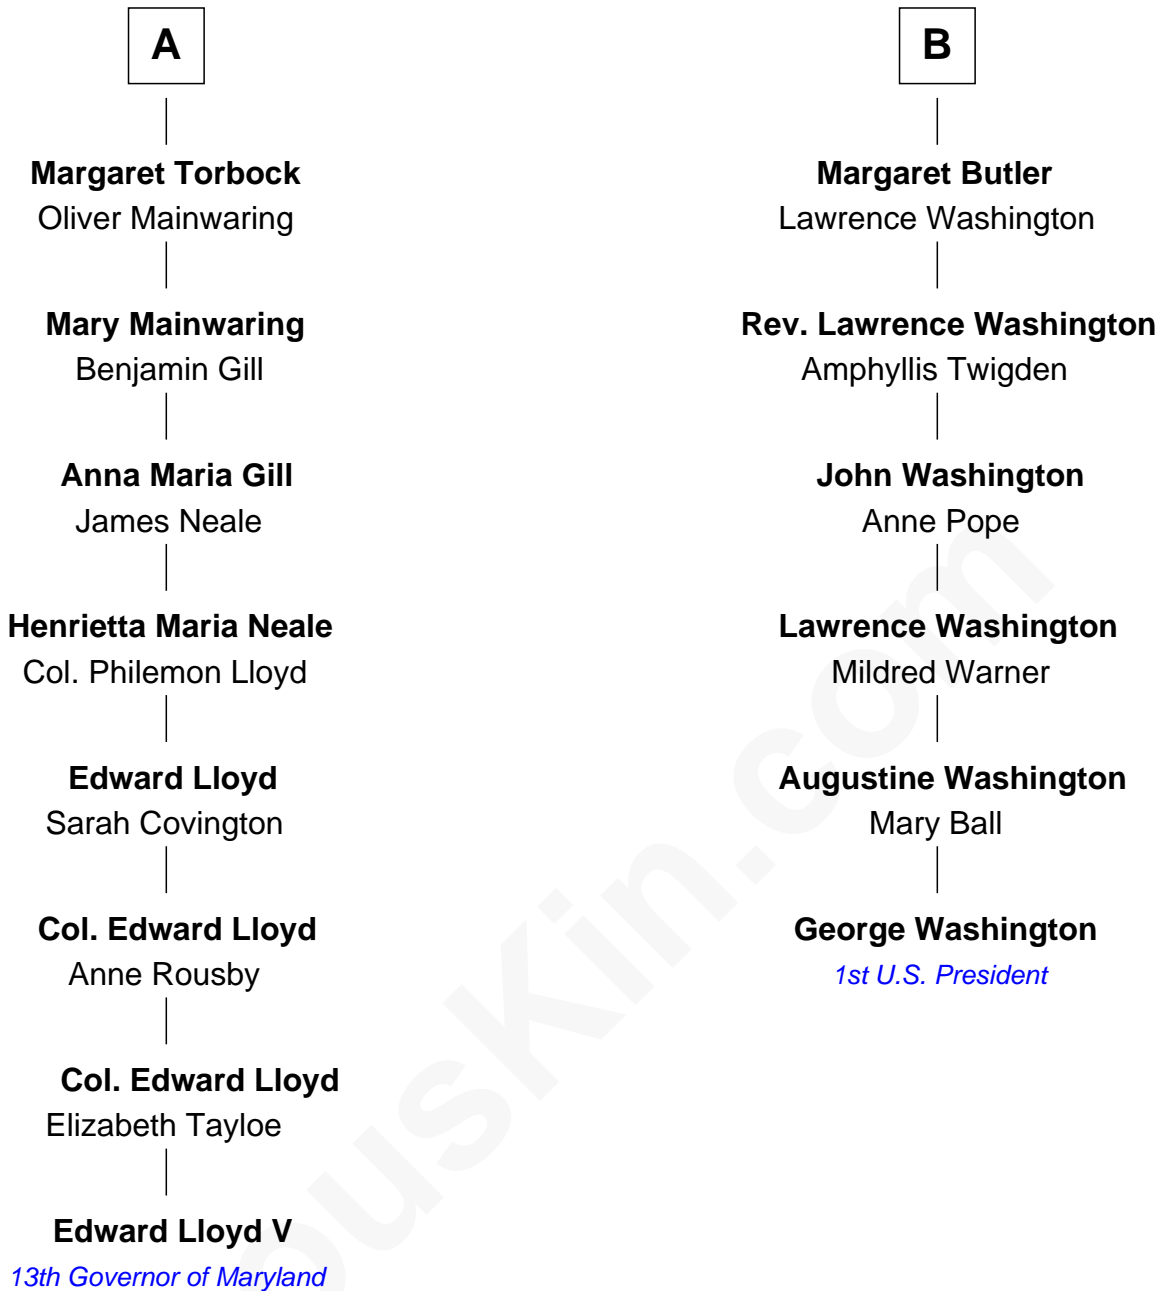 A
Margaret Torbock
Oliver Mainwaring
Mary Mainwaring
Benjamin Gill
Anna Maria Gill
James Neale
Henrietta Maria Neale
Col. Philemon Lloyd
Edward Lloyd
Sarah Covington
Col. Edward Lloyd
Anne Rousby
Col. Edward Lloyd
Elizabeth Tayloe
Edward Lloyd V
13th Governor of Maryland
B
Margaret Butler
Lawrence Washington
Rev. Lawrence Washington
Amphyllis Twigden
John Washington
Anne Pope
Lawrence Washington
Mildred Warner
Augustine Washington
Mary Ball
George Washington
1st U.S. President
ousKin.com